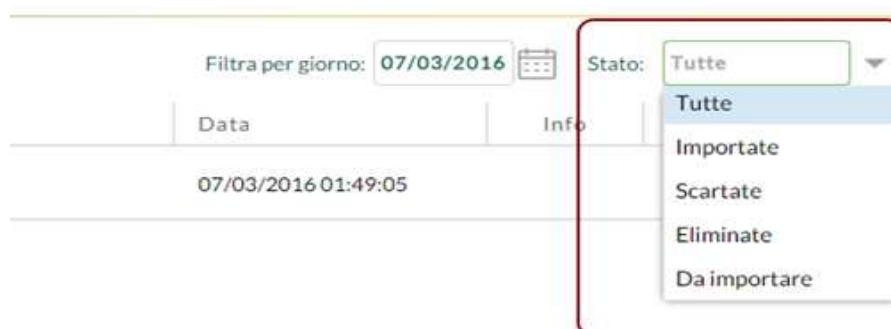 Filtra per giorno: 07/03/2016 Stato: Tutte
Tutte
Data Info
Importate
07/03/2016 01:49:05
Scartate
Eliminate
Da importare